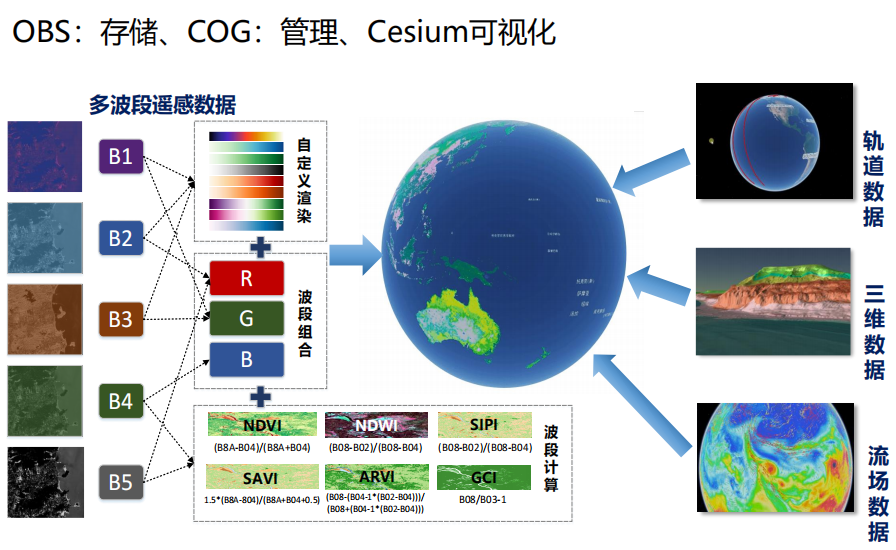 OBS：存储、COG：管理、Cesium可视化
多波段遥感数据
B1
B2
B3
B4
B5
自定义渲染
R
G
B
波段组合
NDVI
(B8A-B04)/(B8A+B04)
NDWI
(B08-B02)/(B08-B04)
SIPI
(B08-B02)/(B08-B04)
SAVI
1.5*(B8A-804)/(B8A+B04+0.5)
ARVI
(B08-(B04-1*(B02-B04)))/
(B08+(B04-1*(B02-B04)))
GCI
B08/B03-1
波段计算
轨道数据
三维数据
流场数据